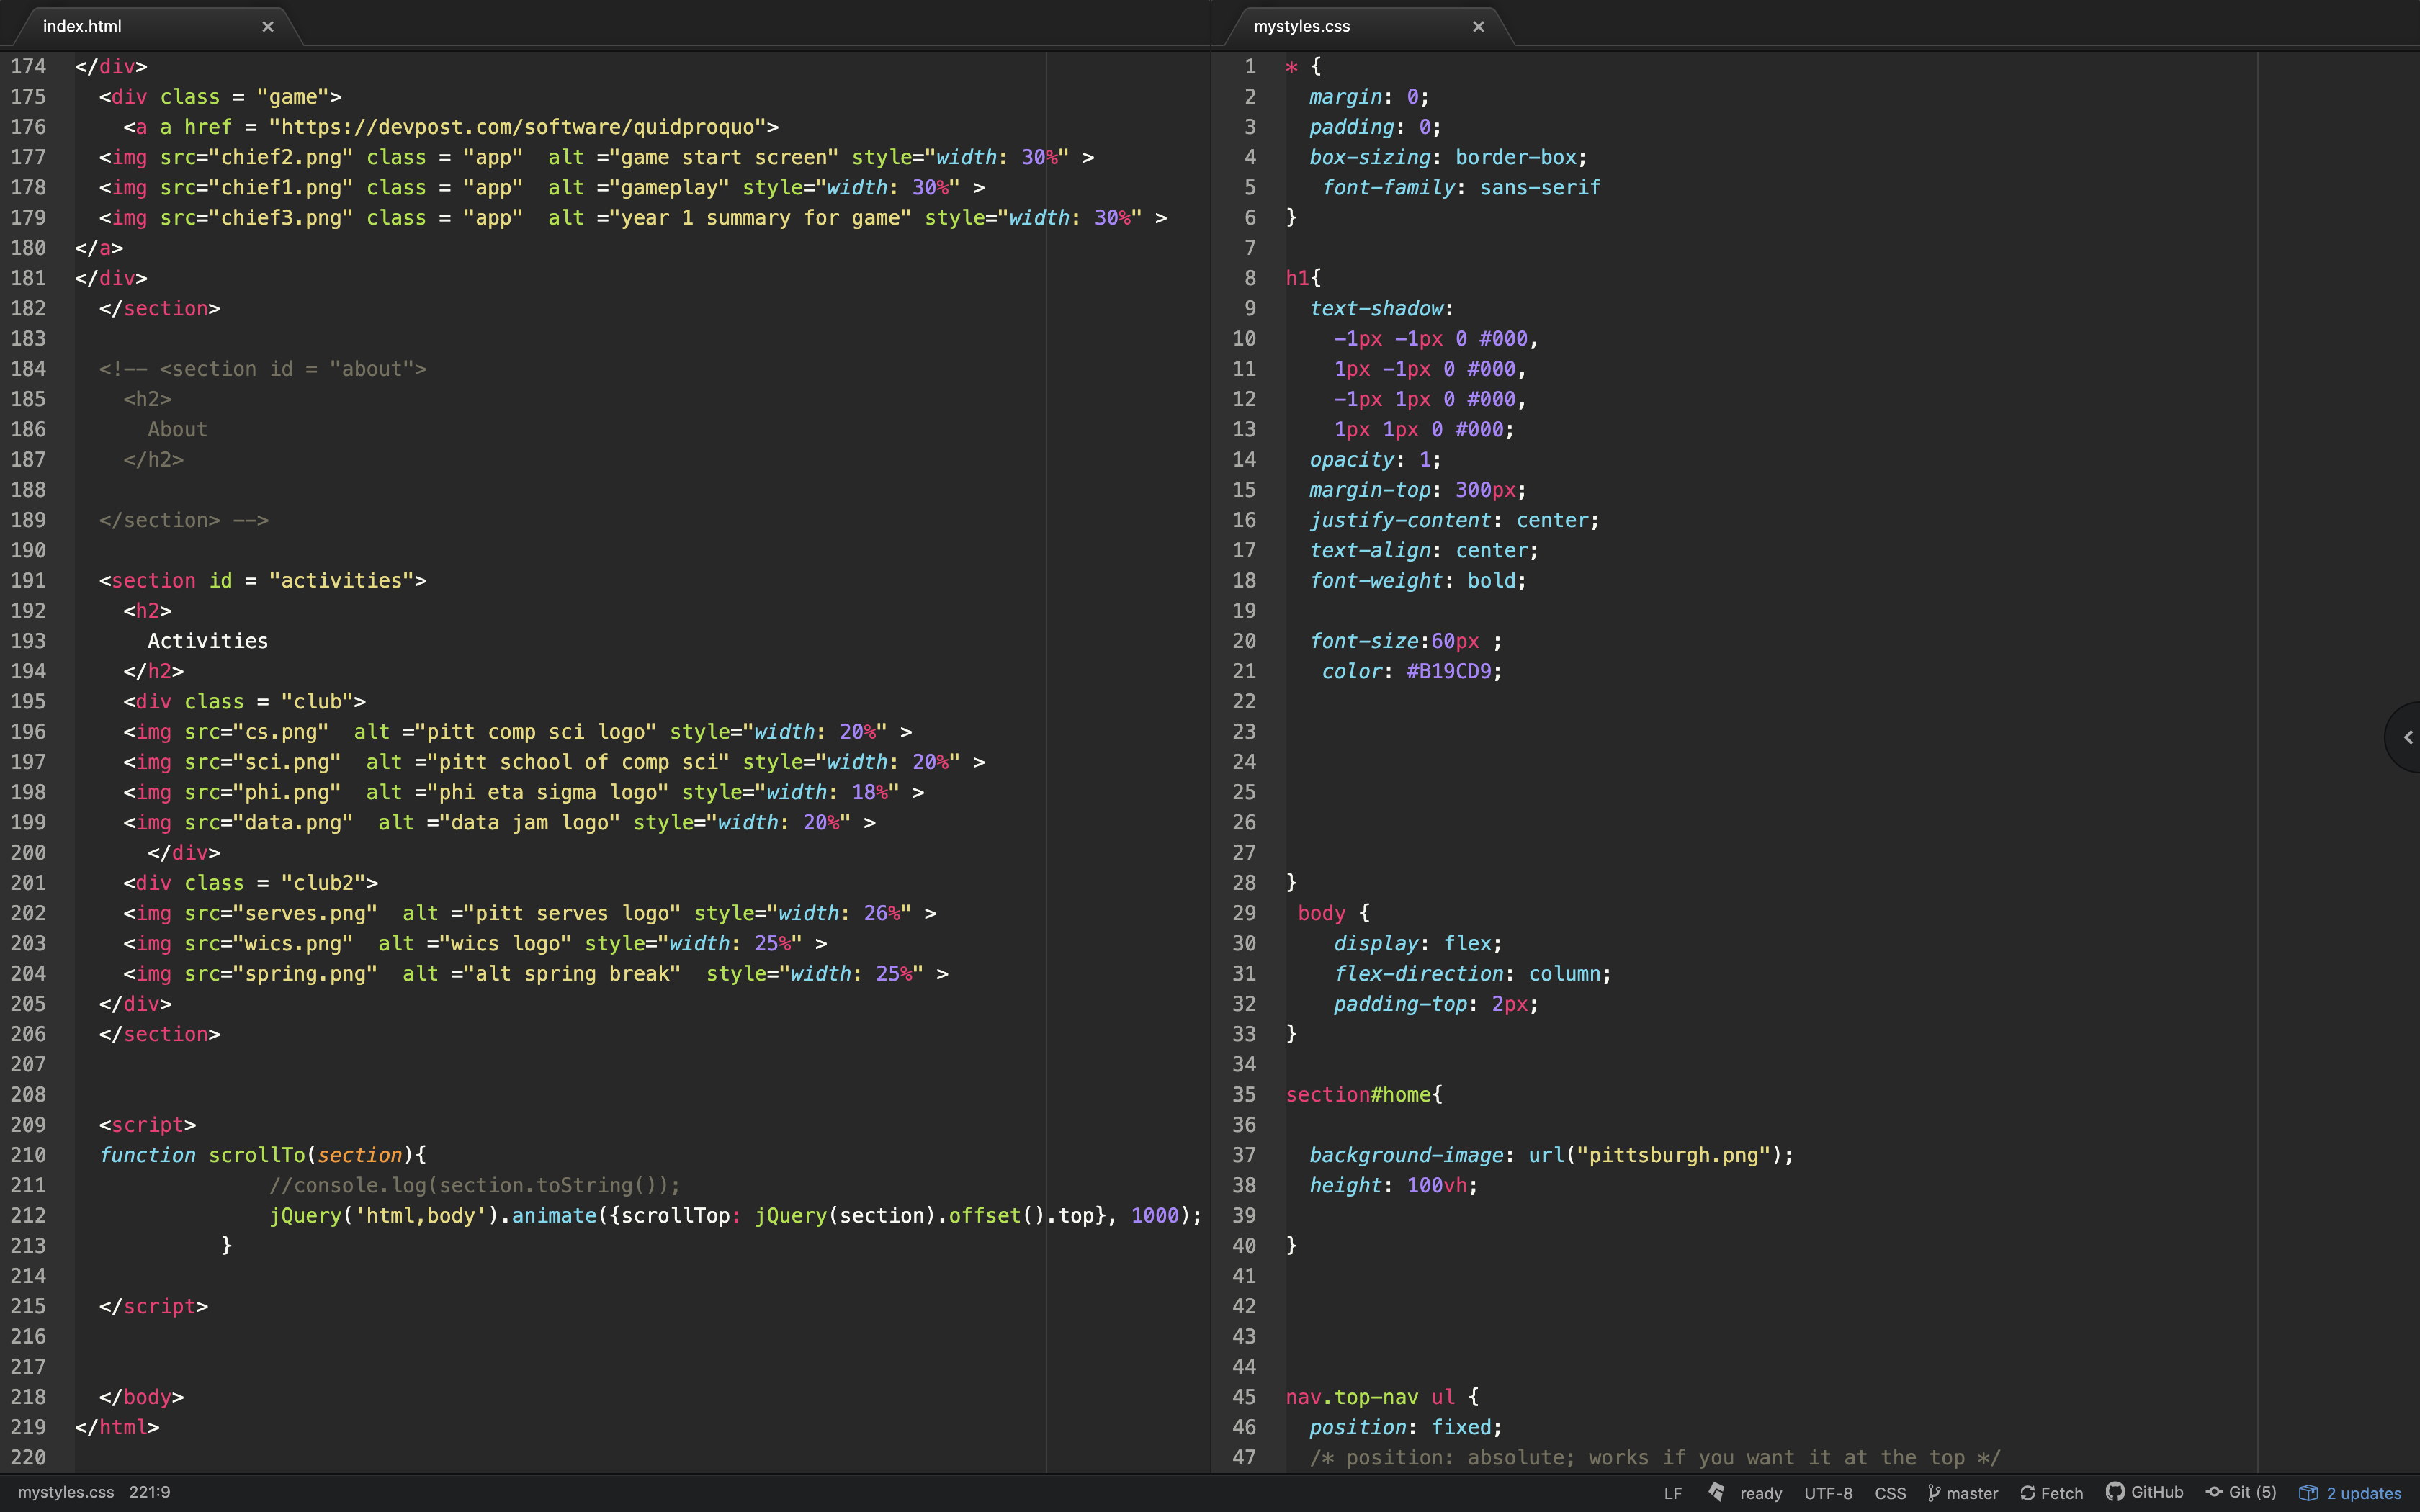 index.html
174 </div>
175 <div class = "game">
176 <a a href = "https://devpost.com/software/quidproquo">
177 <img src="chief2.png" class = "app"  alt ="game start screen" style="width: 30%" >
178 <img src="chief1.png" class = "app"  alt ="gameplay" style="width: 30%" >
179 <img src="chief3.png" class = "app"  alt ="year 1 summary for game" style="width: 30%" >
180 </a>
181 </div>
182 </section>
183
184 <!-- <section id = "about">
185 <h2>
186 About
187 </h2>
188
189 </section> -->
190
191 <section id = "activities">
192 <h2>
193 Activities
194 </h2>
195 <div class = "club">
196 <img src="cs.png"  alt ="pitt comp sci logo" style="width: 20%" >
197 <img src="sci.png"  alt ="pitt school of comp sci" style="width: 20%" >
198 <img src="phi.png"  alt ="phi eta sigma logo" style="width: 18%" >
199 <img src="data.png"  alt ="data jam logo" style="width: 20%" >
200 </div>
201 <div class = "club2">
202 <img src="serves.png"  alt ="pitt serves logo" style="width: 26%" >
203 <img src="wics.png"  alt ="wics logo" style="width: 25%" >
204 <img src="spring.png"  alt ="alt spring break"  style="width: 25%" >
205 </div>
206 </section>
207
208
209 <script>
210 function scrollTo(section){
211 //console.log(section.toString());
212 jQuery('html,body').animate({scrollTop: jQuery(section).offset().top}, 1000);
213 }
214
215 </script>
216
217
218 </body>
219 </html>
220
mystyles.css
1 * {
2 margin: 0;
3 padding: 0;
4 box-sizing: border-box;
5 font-family: sans-serif
6 }
7
8 h1{
9 text-shadow:
10 -1px -1px 0 #000,
11 1px -1px 0 #000,
12 -1px 1px 0 #000,
13 1px 1px 0 #000;
14 opacity: 1;
15 margin-top: 300px;
16 justify-content: center;
17 text-align: center;
18 font-weight: bold;
19
20 font-size:60px ;
21 color: #B19CD9;
22
23
24
25
26
27
28 }
29 body {
30 display: flex;
31 flex-direction: column;
32 padding-top: 2px;
33 }
34
35 section#home{
36
37 background-image: url("pittsburgh.png");
38 height: 100vh;
39
40 }
41
42
43
44
45 nav.top-nav ul {
46 position: fixed;
47 /* position: absolute; works if you want it at the top */
mystyles.css 221:9 LF ready UTF-8 CSS master Fetch GitHub Git (5) 2 updates